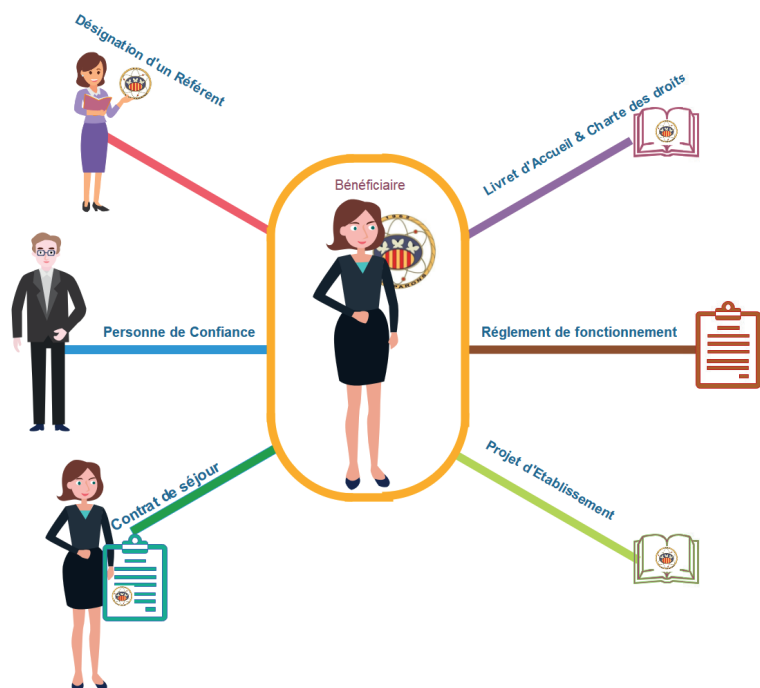 Désignation d'un Référent
Livret d'Accueil & Charte des droits
Bénéficiaire
1962
Personne de Confiance
Réglement de fonctionnement
Contrat de séjour
Projet d'Etablissement